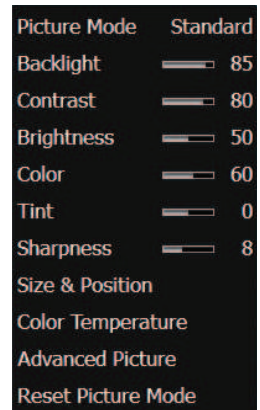 Picture Mode Standard
Backlight 85
Contrast 80
Brightness 50
Color 60
Tint 0
Sharpness 8
Size & Position
Color Temperature
Advanced Picture
Reset Picture Mode